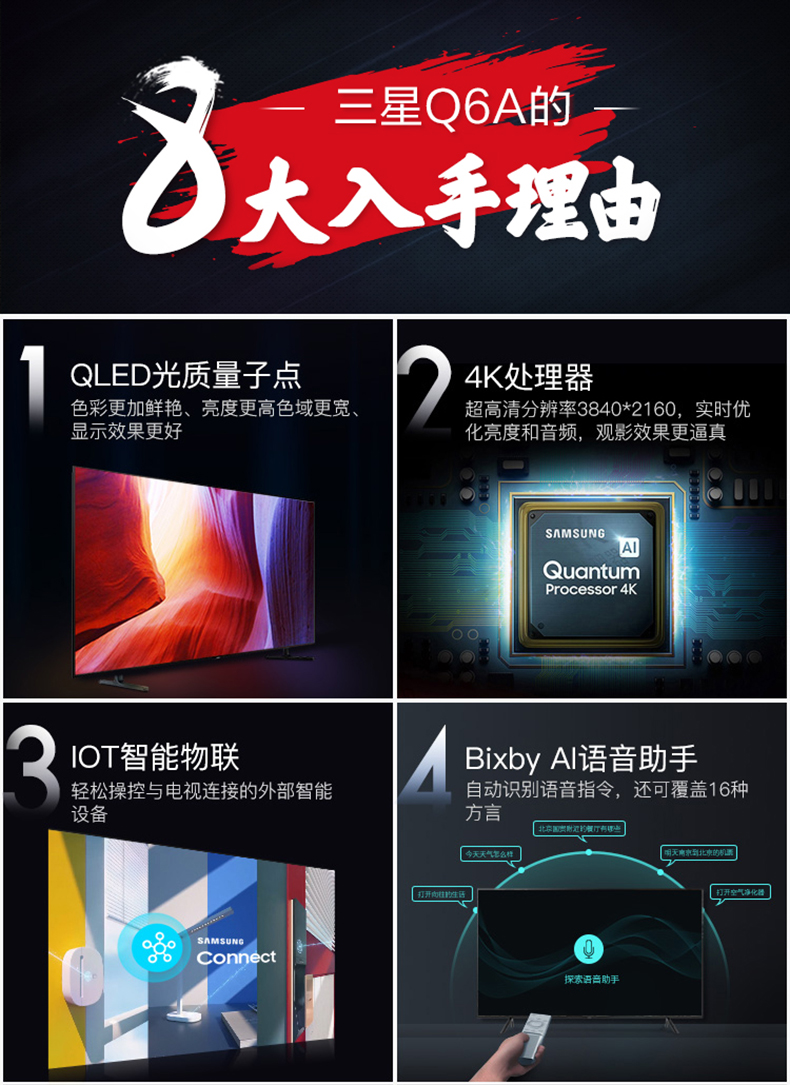 三星Q6A的
8大入手理由
1
QLED光质量子点
色彩更加鲜艳、亮度更高色域更宽、
显示效果更好
2
4K处理器
超高清分辨率3840*2160，实时优
化亮度和音频，观影效果更逼真
SAMSUNG
AI
Quantum
Processor 4K
3
IOT智能物联
轻松操控与电视连接的外部智能
设备
SAMSUNG
Connect
4
Bixby AI语音助手
自动识别语音指令，还可覆盖16种
方言
北京国贸附近的餐厅有哪些
今天天气怎么样
明天南京到北京的机票
打开向往的生活
打开空气净化器
探索语音助手